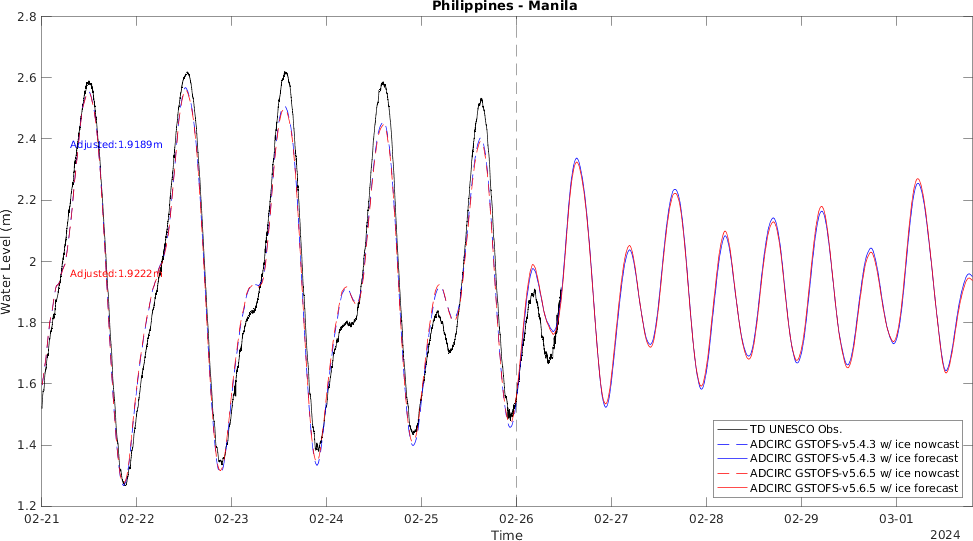 Philippines - Manila
2.8
2.6
2.4
2.2
2
1.8
1.6
1.4
1.2
Water Level (m)
Adjusted:1.9189m
Adjusted:1.9222m
TD UNESCO Obs.
ADCIRC GSTOFS-v5.4.3 w/ ice nowcast
ADCIRC GSTOFS-v5.4.3 w/ ice forecast
ADCIRC GSTOFS-v5.6.5 w/ ice nowcast
ADCIRC GSTOFS-v5.6.5 w/ ice forecast
02-21 02-22 02-23 02-24 02-25 02-26 02-27 02-28 02-29 03-01
Time
2024